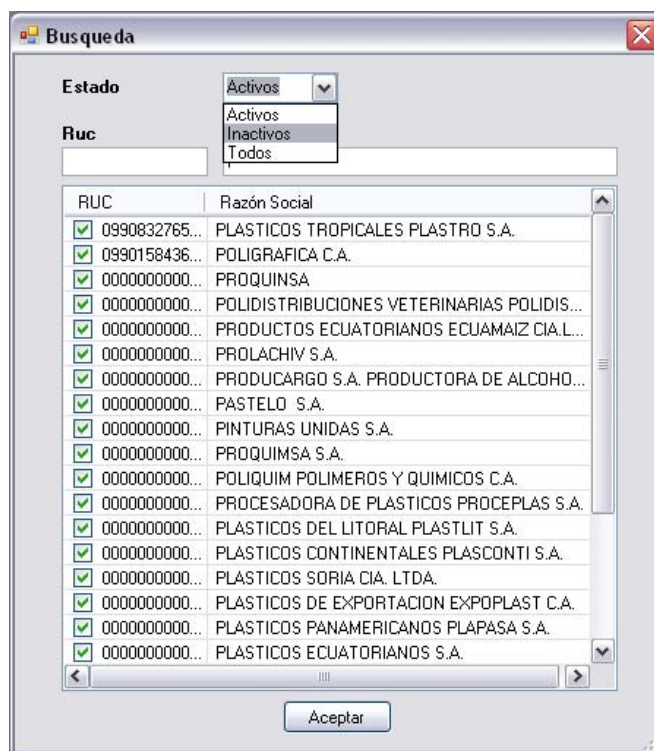 Busqueda
Estado
Activos
Activos
Inactivos
Todos
Ruc
RUC Razón Social
0990832765... PLASTICOS TROPICALES PLASTRO S.A.
0990158436... POLIGRAFICA C.A.
0000000000... PROQUINSA
0000000000... POLIDISTRIBUCIONES VETERINARIAS POLIDIS...
0000000000... PRODUCTOS ECUATORIANOS ECUAMAIZ CIA.L...
0000000000... PROLACHIV S.A.
0000000000... PRODUCARGO S.A. PRODUCTORA DE ALCOHO...
0000000000... PASTELO S.A.
0000000000... PINTURAS UNIDAS S.A.
0000000000... PROQUIMSA S.A.
0000000000... POLIQUIM POLIMEROS Y QUIMICOS C.A.
0000000000... PROCESADORA DE PLASTICOS PROCEPLAS S.A.
0000000000... PLASTICOS DEL LITORAL PLASTLIT S.A.
0000000000... PLASTICOS CONTINENTALES PLASCONTI S.A.
0000000000... PLASTICOS SORIA CIA. LTDA.
0000000000... PLASTICOS DE EXPORTACION EXPOPLAST C.A.
0000000000... PLASTICOS PANAMERICANOS PLAPASA S.A.
0000000000... PLASTICOS ECUATORIANOS S.A.
Aceptar